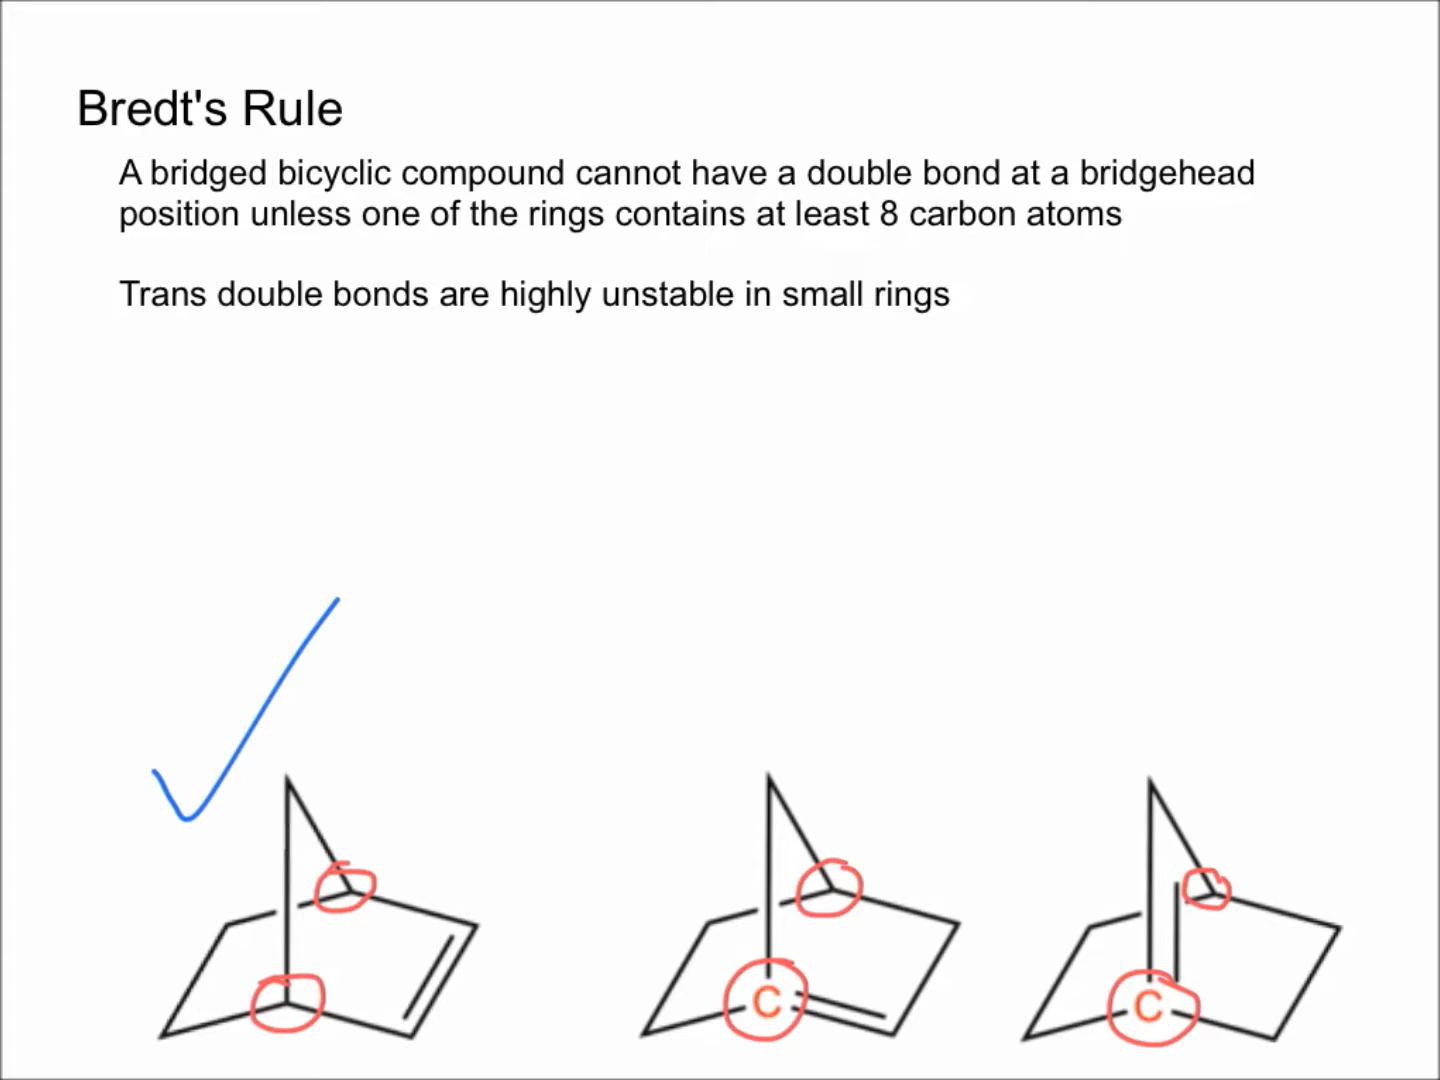 Bredt's Rule
A bridged bicyclic compound cannot have a double bond at a bridgehead
position unless one of the rings contains at least 8 carbon atoms
Trans double bonds are highly unstable in small rings
C
C